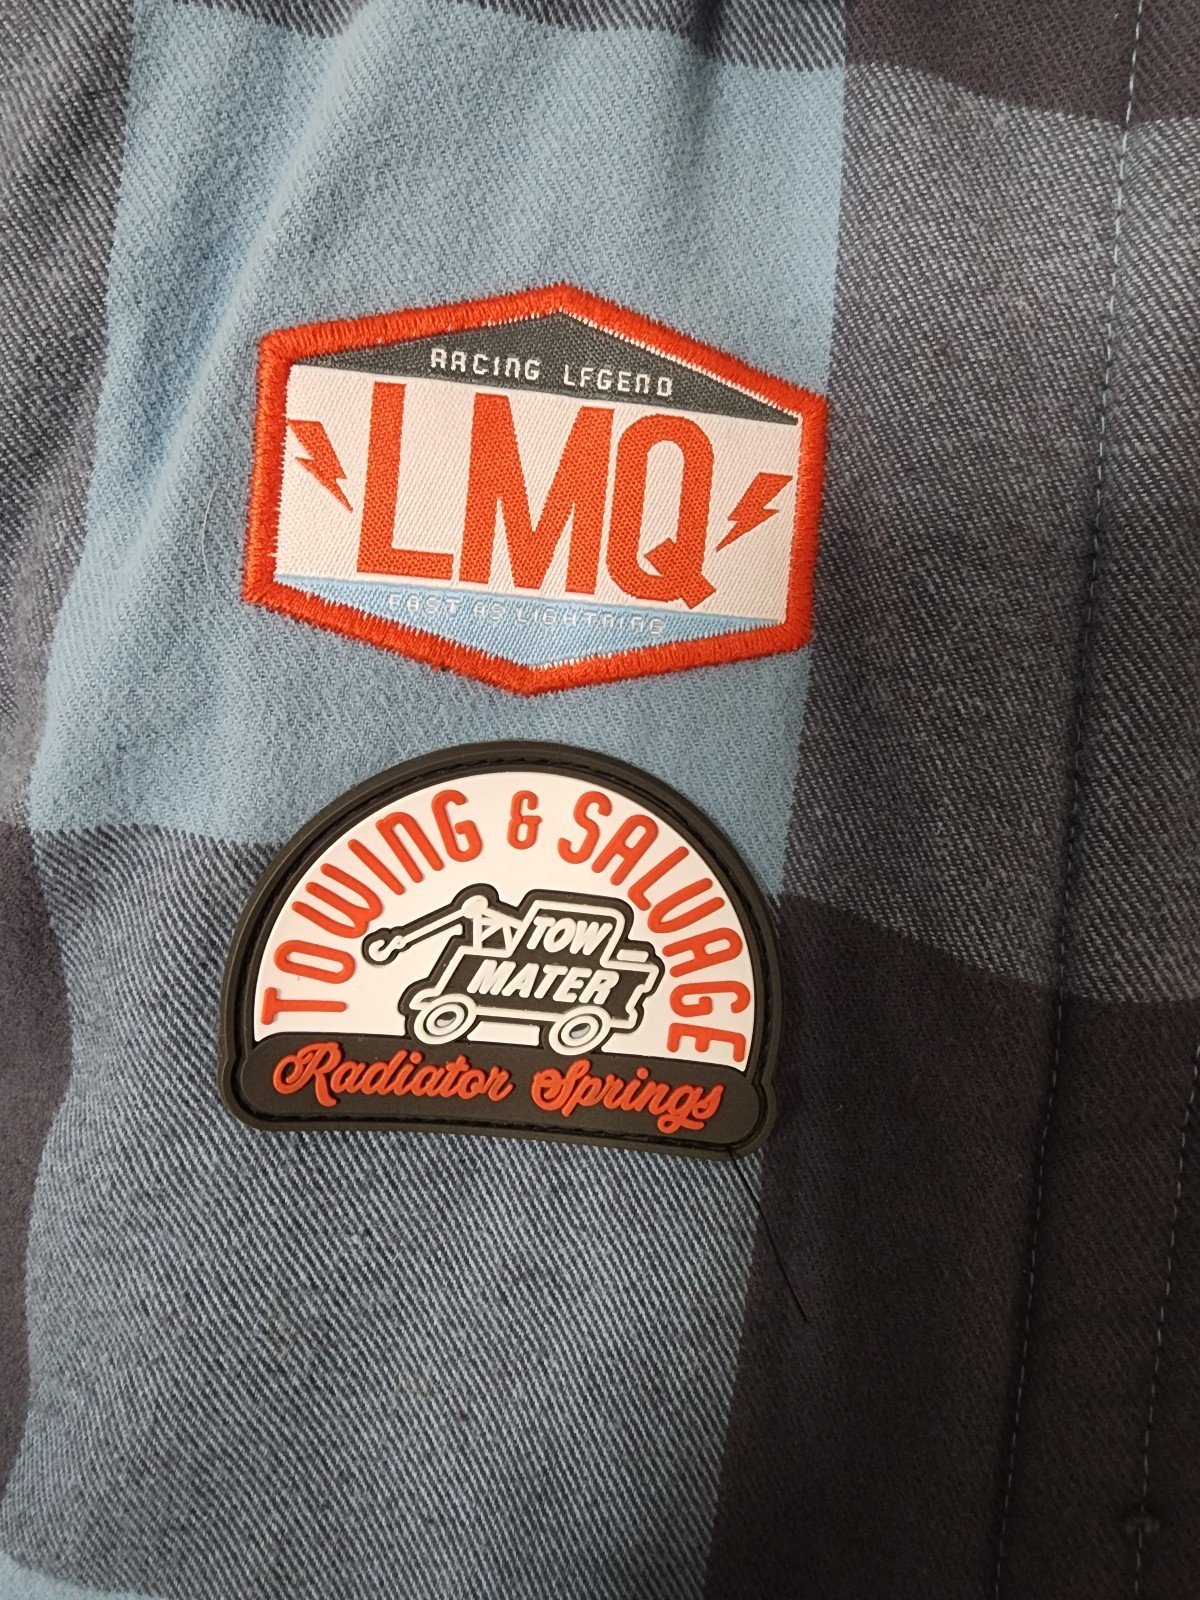 RACING LEGEND
LMQ
FAST AS LIGHTNING
TOWING & SALVAGE
TOW
MATER
Radiator Springs